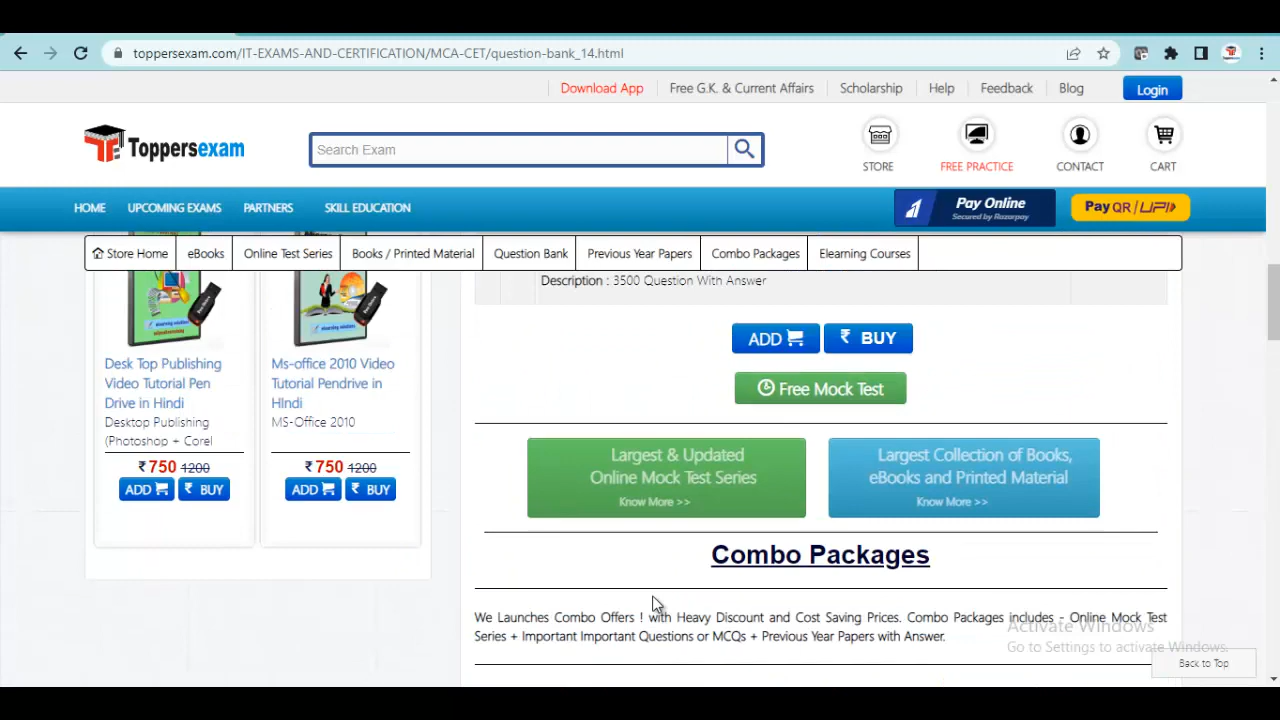 toppersexam.com/IT-EXAMS-AND-CERTIFICATION/MCA-CET/question-bank_14.html
Download App Free G.K. & Current Affairs Scholarship Help Feedback Blog Login
Toppersexam
Search Exam
STORE FREE PRACTICE CONTACT CART
HOME UPCOMING EXAMS PARTNERS SKILL EDUCATION
Pay Online
Secured by Razorpay
Pay QR / UPI
Store Home eBooks Online Test Series Books / Printed Material Question Bank Previous Year Papers Combo Packages Elearning Courses
Desk Top Publishing
Video Tutorial Pen
Drive in Hindi
Desktop Publishing
(Photoshop + Corel
₹ 750 1200
ADD ₹ BUY
Ms-office 2010 Video
Tutorial Pendrive in
HIndi
MS-Office 2010
₹ 750 1200
ADD ₹ BUY
Description : 3500 Question With Answer
ADD ₹ BUY
Free Mock Test
Largest & Updated
Online Mock Test Series
Know More >>
Largest Collection of Books,
eBooks and Printed Material
Know More >>
Combo Packages
We Launches Combo Offers ! with Heavy Discount and Cost Saving Prices. Combo Packages includes - Online Mock Test
Series + Important Important Questions or MCQs + Previous Year Papers with Answer.
Activate Windows
Go to Settings to activate Windows.
Back to Top